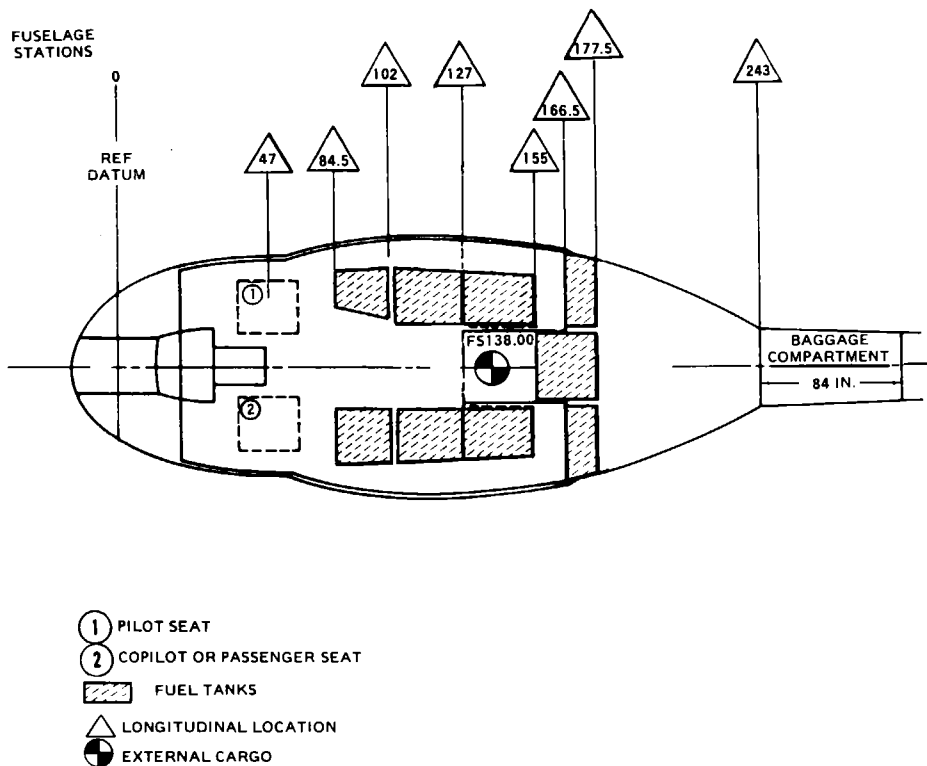 FUSELAGE
STATIONS
0
REF
DATUM
47
84.5
102
127
155
166.5
177.5
243
1
2
FS138.00
BAGGAGE
COMPARTMENT
84 IN.
1 PILOT SEAT
2 COPILOT OR PASSENGER SEAT
FUEL TANKS
LONGITUDINAL LOCATION
EXTERNAL CARGO